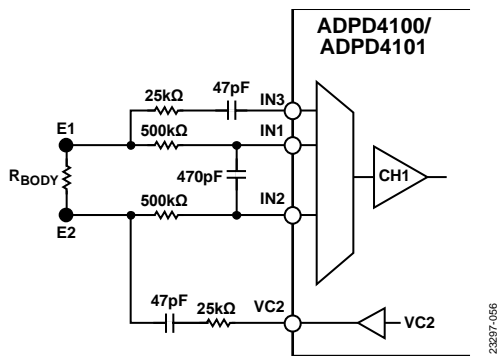 ADPD4100/
ADPD4101
47pF
25kΩ
IN3
E1
500kΩ
IN1
RBODY
470pF
CH1
E2
500kΩ
IN2
47pF
25kΩ
VC2
VC2
23297-056